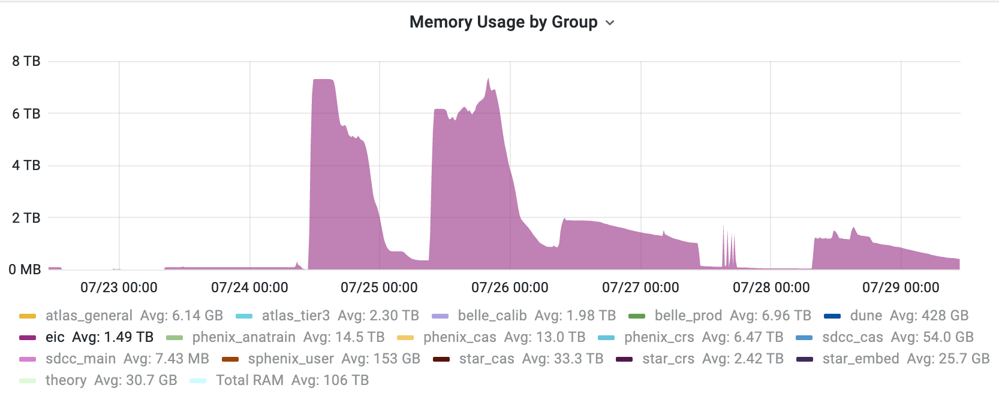 Memory Usage by Group
8 TB
6 TB
4 TB
2 TB
0 MB
07/23 00:00 07/24 00:00 07/25 00:00 07/26 00:00 07/27 00:00 07/28 00:00 07/29 00:00
atlas_general Avg: 6.14 GB atlas_tier3 Avg: 2.30 TB belle_calib Avg: 1.98 TB belle_prod Avg: 6.96 TB dune Avg: 428 GB
eic Avg: 1.49 TB phenix_anatrain Avg: 14.5 TB phenix_cas Avg: 13.0 TB phenix_crs Avg: 6.47 TB sdcc_cas Avg: 54.0 GB
sdcc_main Avg: 7.43 MB sphenix_user Avg: 153 GB star_cas Avg: 33.3 TB star_crs Avg: 2.42 TB star_embed Avg: 25.7 GB
theory Avg: 30.7 GB Total RAM Avg: 106 TB